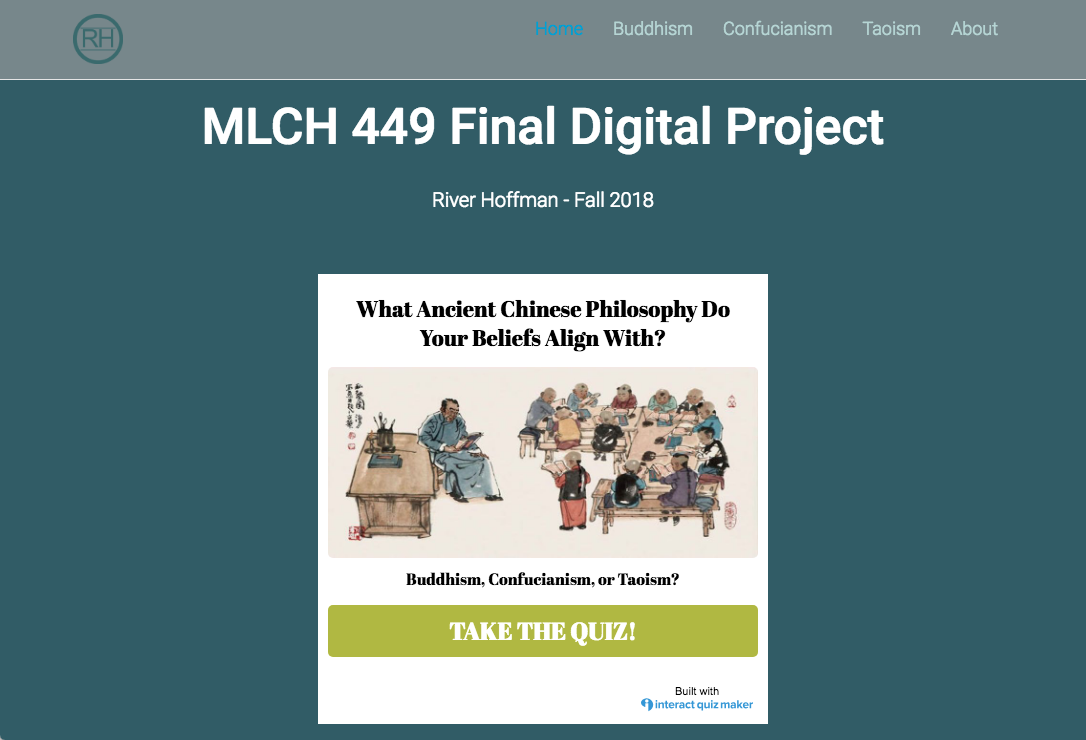 RH
Home Buddhism Confucianism Taoism About
MLCH 449 Final Digital Project
River Hoffman - Fall 2018
What Ancient Chinese Philosophy Do
Your Beliefs Align With?
Buddhism, Confucianism, or Taoism?
TAKE THE QUIZ!
Built with
interact quiz maker